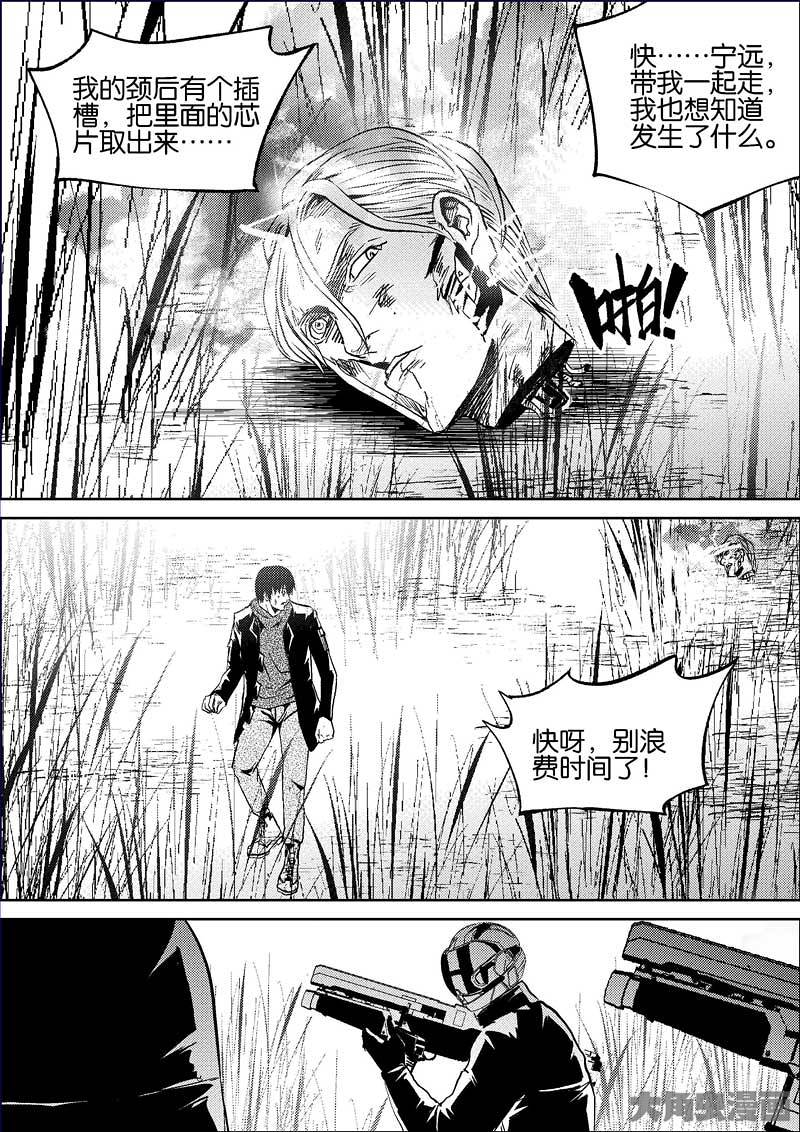 快……宁远，
带我一起走，
我也想知道
发生了什么。
我的颈后有个插
槽，把里面的芯
片取出来……
啪！
快呀，别浪
费时间了！
大角虫漫画